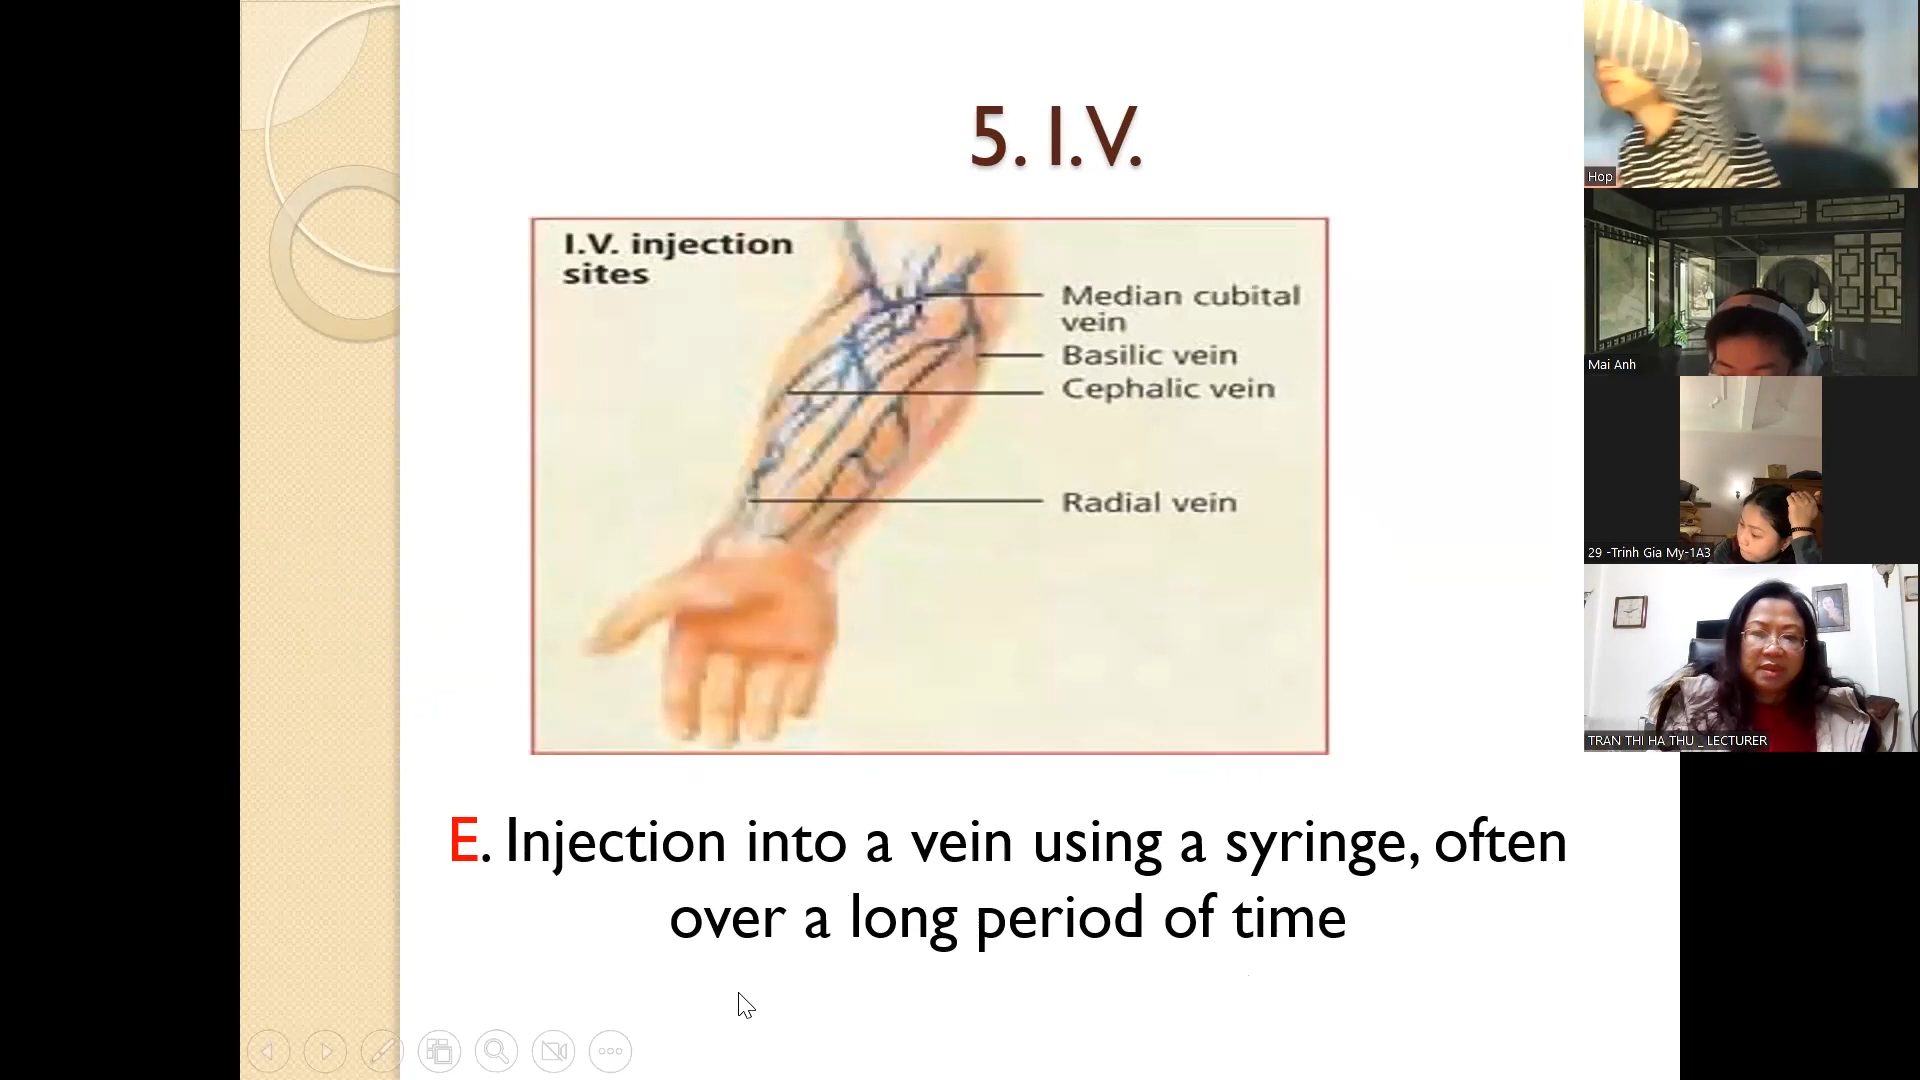 5. I.V.
I.V. injection
sites
Median cubital
vein
Basilic vein
Cephalic vein
Radial vein
E. Injection into a vein using a syringe, often
over a long period of time
Hop
Mai Anh
29 -Trinh Gia My-1A3
TRAN THI HA THU _ LECTURER